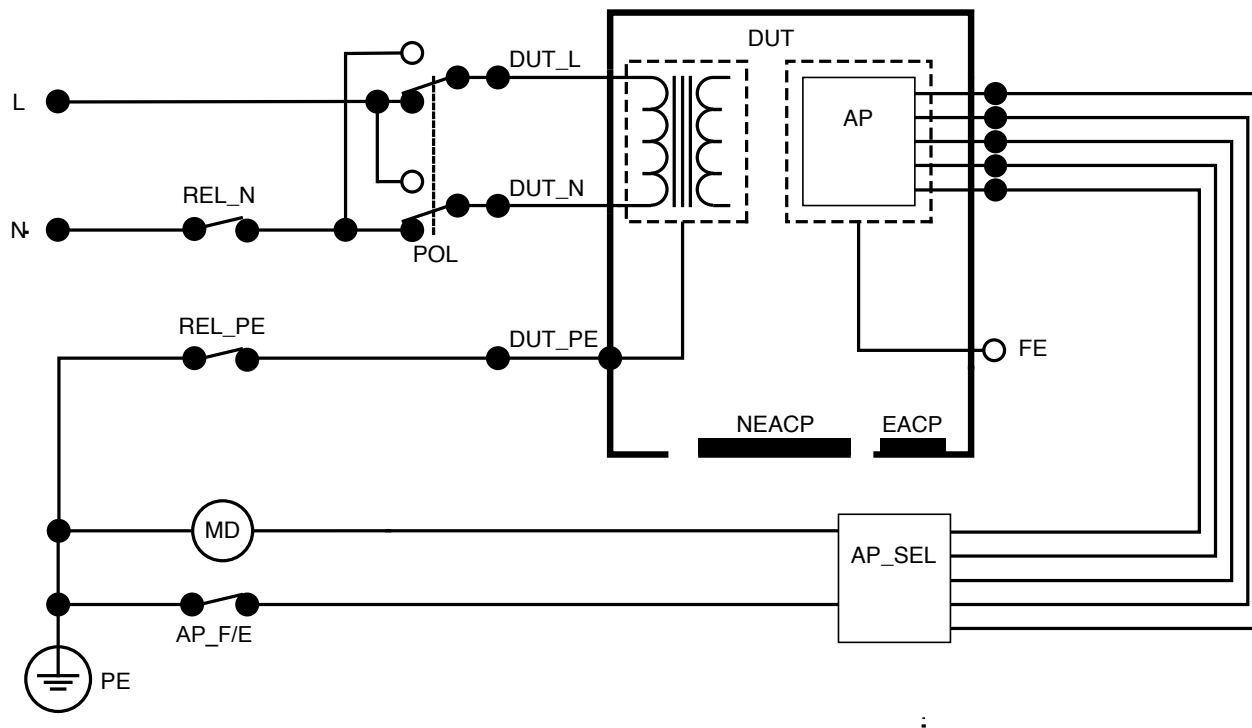 DUT
DUT_L
L
AP
REL_N
DUT_N
N
POL
REL_PE
DUT_PE
FE
NEACP
EACP
MD
AP_SEL
AP_F/E
PE